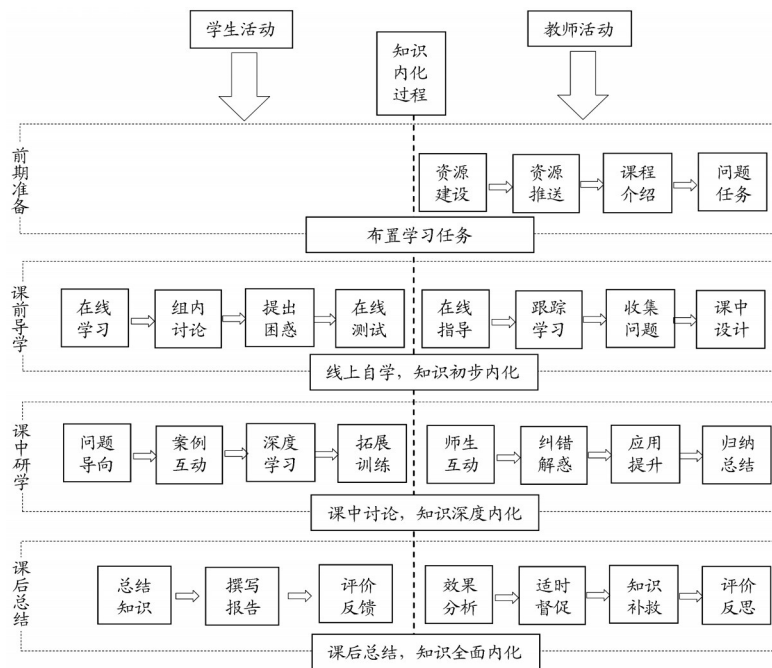 学生活动
教师活动
知识
内化
过程
前期准备
资源
建设
资源
推送
课程
介绍
问题
任务
布置学习任务
课前导学
在线
学习
组内
讨论
提出
困惑
在线
测试
在线
指导
跟踪
学习
收集
问题
课中
设计
线上自学，知识初步内化
课中研学
问题
导向
案例
互动
深度
学习
拓展
训练
师生
互动
纠错
解惑
应用
提升
归纳
总结
课中讨论，知识深度内化
课后总结
总结
知识
撰写
报告
评价
反馈
效果
分析
适时
督促
知识
补救
评价
反思
课后总结，知识全面内化